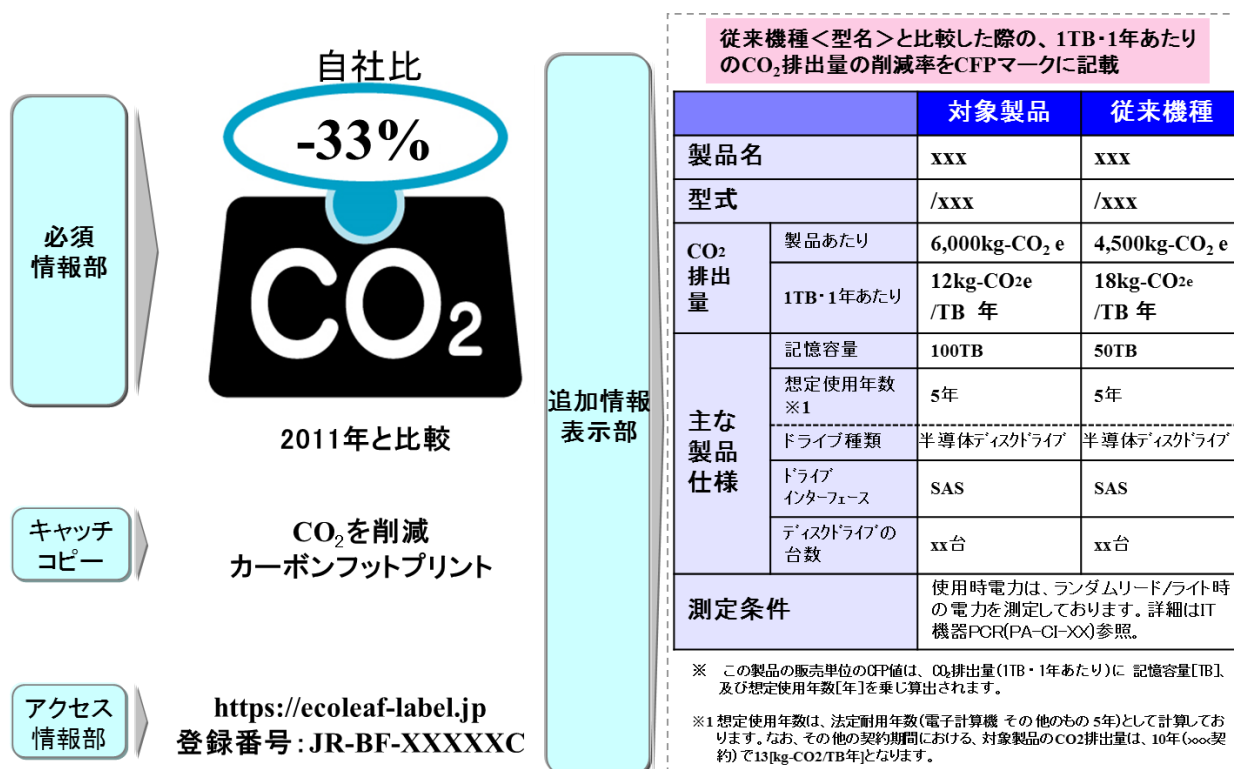 必須
情報部
自社比
-33%
CO2
2011年と比較
キャッチ
コピー
CO2を削減
カーボンフットプリント
アクセス
情報部
https://ecoleaf-label.jp
登録番号：JR-BF-XXXXXC
追加情報
表示部
従来機種＜型名＞と比較した際の、1TB・1年あたり
のCO2排出量の削減率をCFPマークに記載
対象製品 従来機種
製品名 xxx xxx
型式 /xxx /xxx
CO2
排出
量
製品あたり 6,000kg-CO2 e 4,500kg-CO2 e
1TB・1年あたり 12kg-CO2e
/TB 年
18kg-CO2e
/TB 年
主な
製品
仕様
記憶容量 100TB 50TB
想定使用年数
※1
5年 5年
ドライブ種類 半導体ディスクドライブ 半導体ディスクドライブ
ドライブ
インターフェース
SAS SAS
ディスクドライブの
台数
xx台 xx台
測定条件
使用時電力は、ランダムリード/ライト時
の電力を測定しております。詳細はIT
機器PCR(PA-CI-XX)参照。
※ この製品の販売単位のCFP値は、CO2排出量(1TB・1年あたり)に 記憶容量[TB]、
及び想定使用年数[年]を乗じ算出されます。
※1 想定使用年数は、法定耐用年数(電子計算機 その他のもの 5年)として計算してお
ります。なお、その他の契約期間における、対象製品のCO2排出量は、10年(xxx契
約) で13[kg-CO2/TB年]となります。